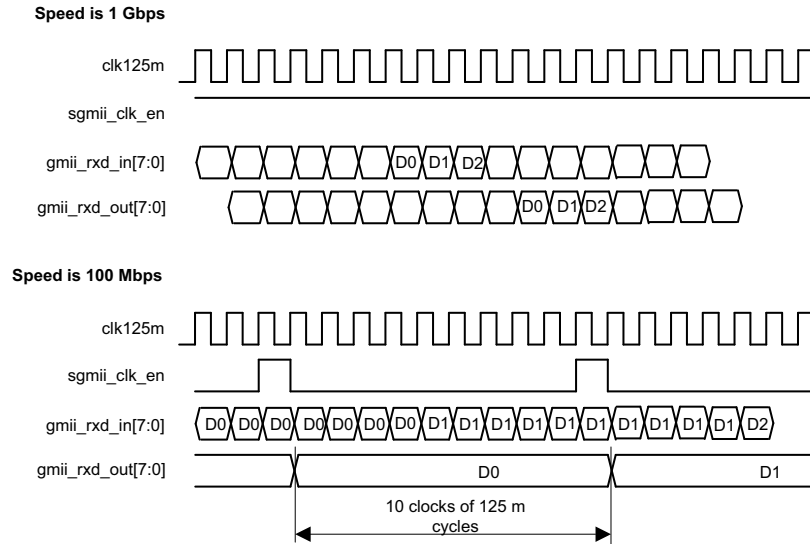 Speed is 1 Gbps
clk125m
sgmii_clk_en
gmii_rxd_in[7:0] D0 D1 D2
gmii_rxd_out[7:0] D0 D1 D2
Speed is 100 Mbps
clk125m
sgmii_clk_en
gmii_rxd_in[7:0] D0 D0 D0 D0 D0 D0 D0 D1 D1 D1 D1 D1 D1 D1 D1 D1 D1 D2
gmii_rxd_out[7:0] D0 D1
10 clocks of 125 m
cycles